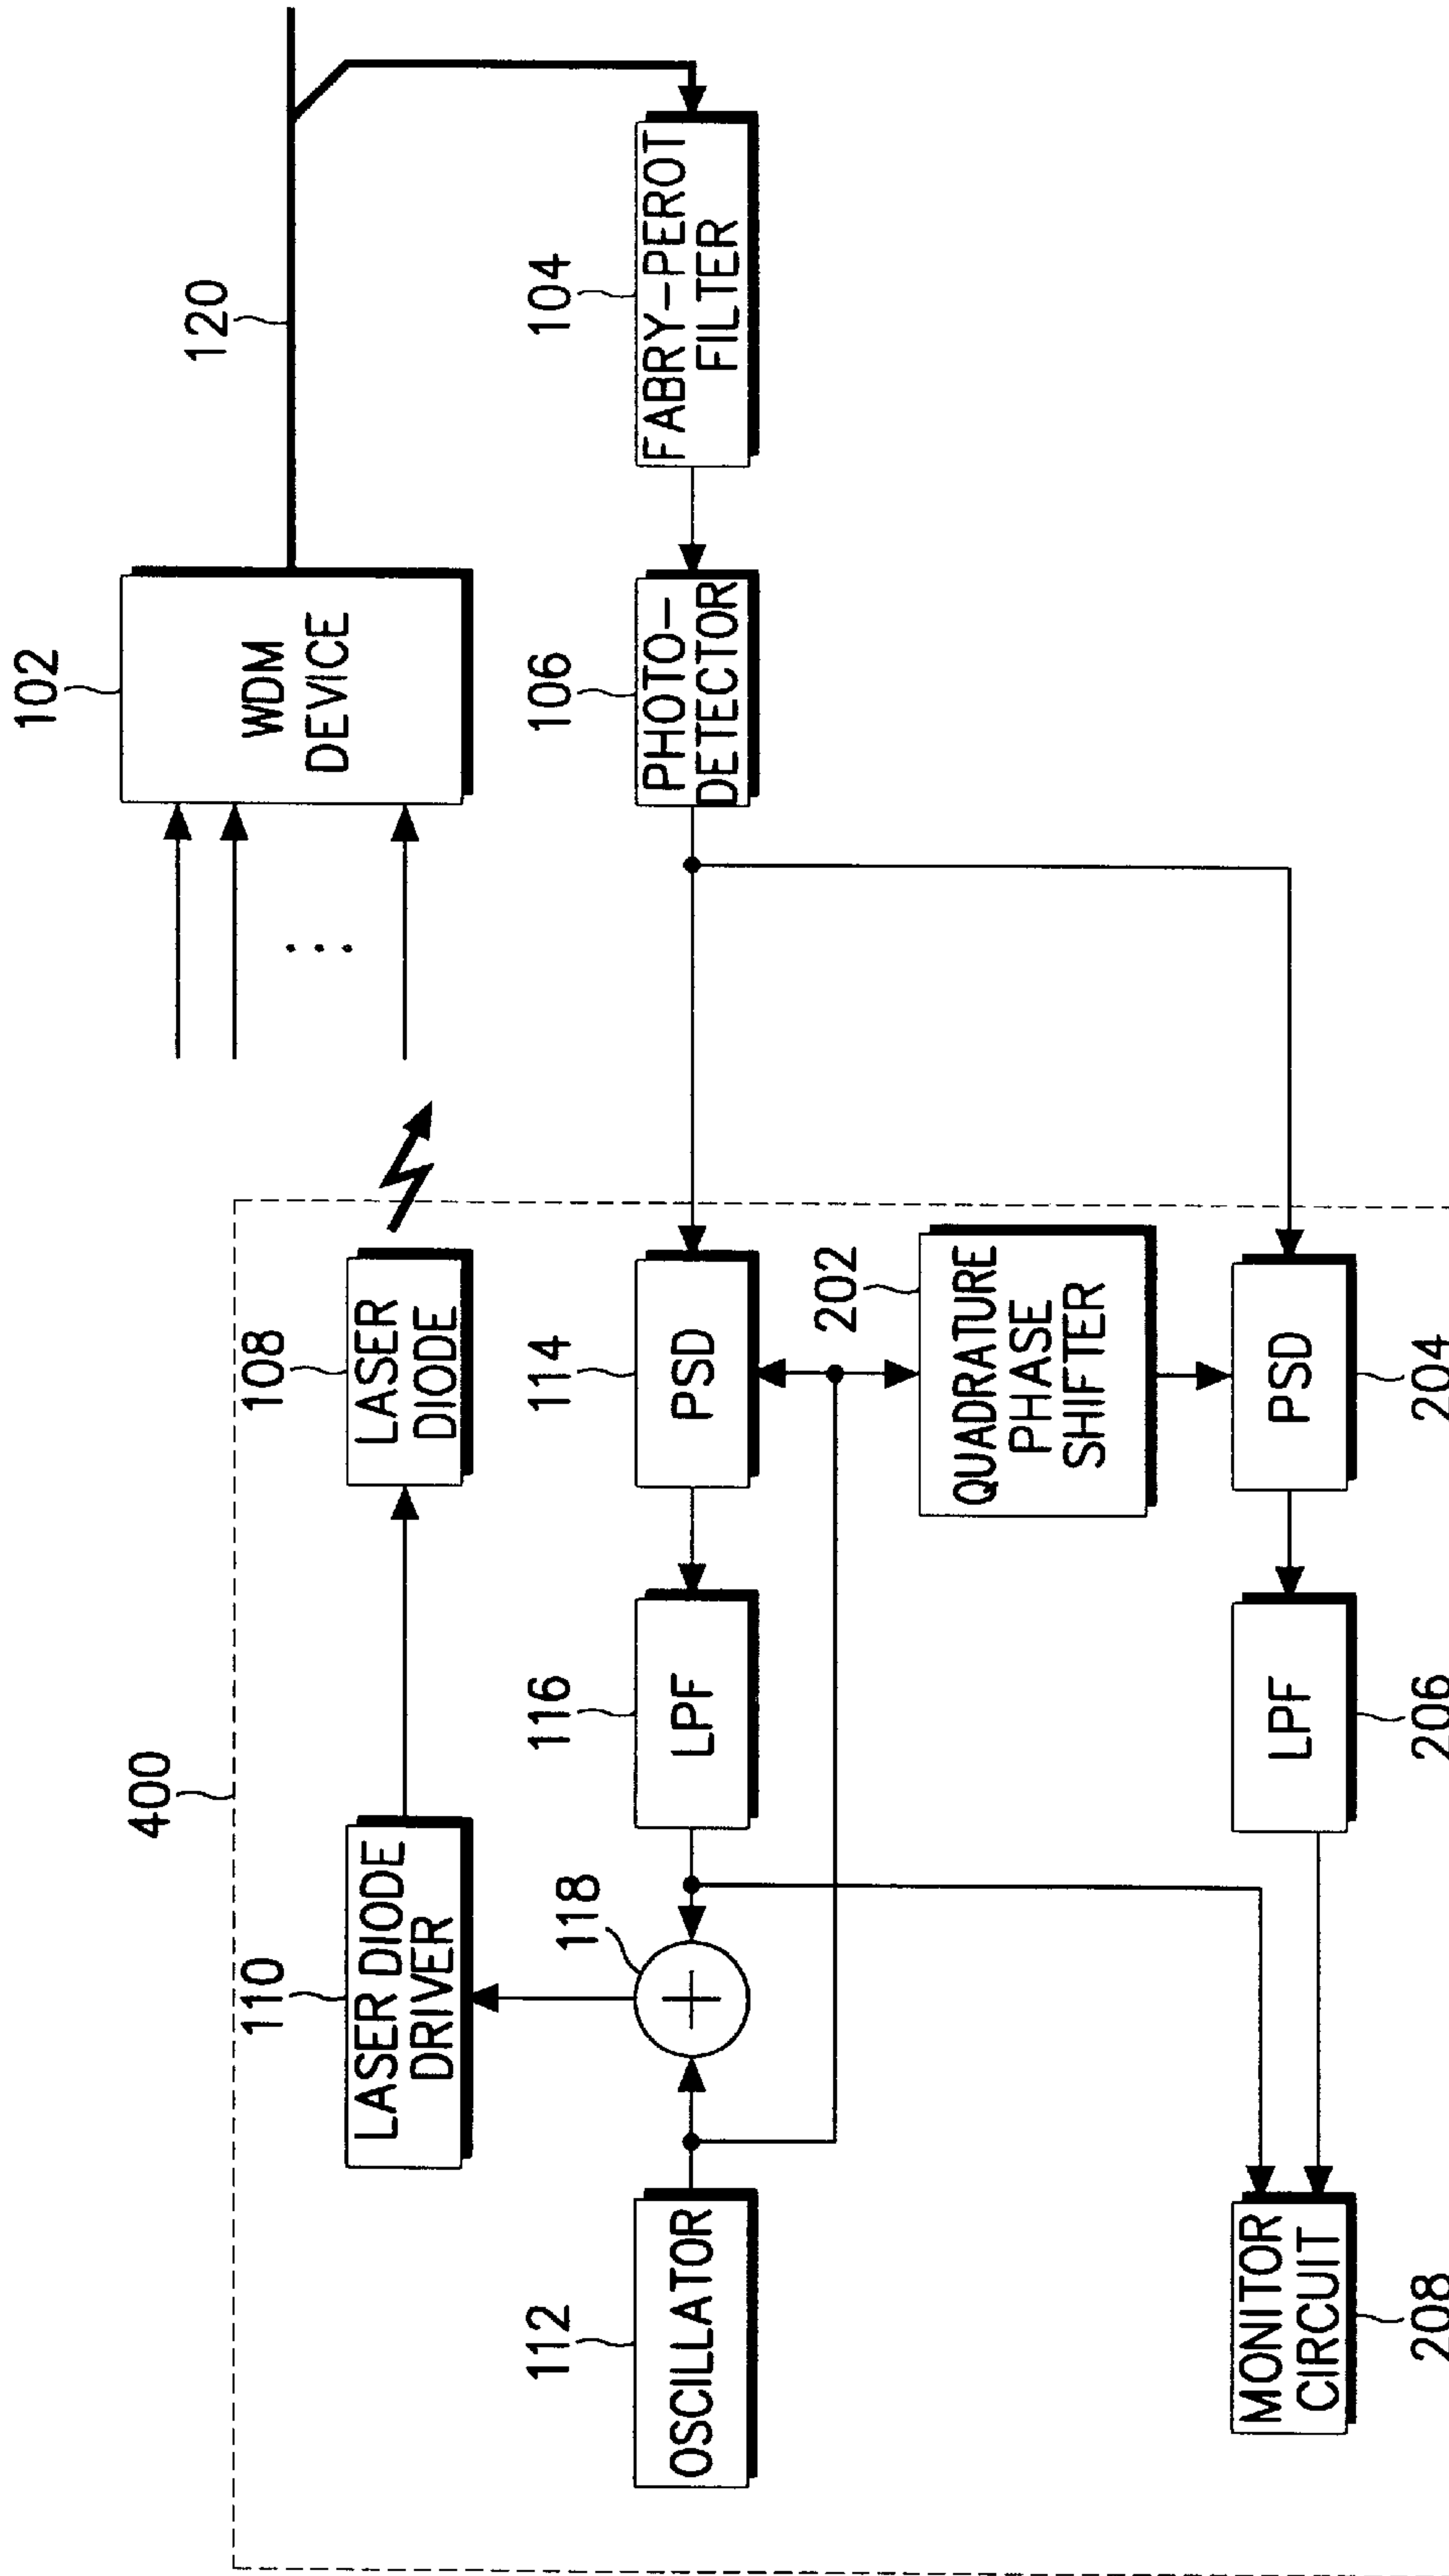 102
WDM
DEVICE
120
400
110
LASER DIODE
DRIVER
108
LASER
DIODE
118
112
OSCILLATOR
116
LPF
114
PSD
106
PHOTO-
DETECTOR
104
FABRY-PEROT
FILTER
202
QUADRATURE
PHASE
SHIFTER
MONITOR
CIRCUIT
208
LPF
206
PSD
204